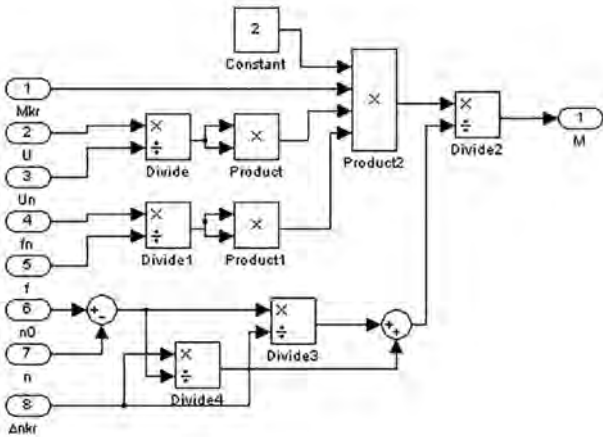 2
Constant
1
Mkr
2
U
3
Un
4
fn
5
f
6
n0
7
n
8
Δnkr
×
÷
Divide
×
Product
×
÷
Divide1
×
Product1
×
Product2
×
÷
Divide2
1
M
+
-
×
÷
Divide3
×
÷
Divide4
+
+